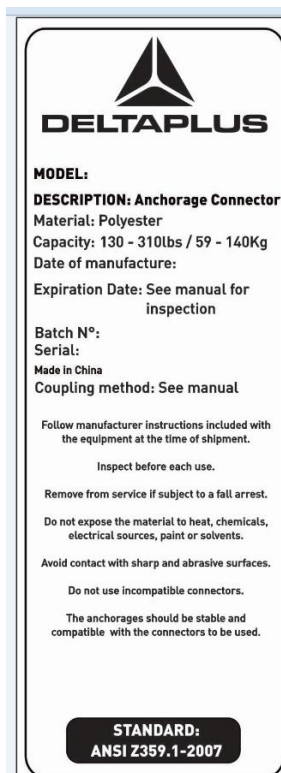 DELTAPLUS
MODEL:
DESCRIPTION: Anchorage Connector
Material: Polyester
Capacity: 130 - 310lbs / 59 - 140Kg
Date of manufacture:
Expiration Date: See manual for
inspection
Batch N°:
Serial:
Made in China
Coupling method: See manual
Follow manufacturer instructions included with
the equipment at the time of shipment.
Inspect before each use.
Remove from service if subject to a fall arrest.
Do not expose the material to heat, chemicals,
electrical sources, paint or solvents.
Avoid contact with sharp and abrasive surfaces.
Do not use incompatible connectors.
The anchorages should be stable and
compatible with the connectors to be used.
STANDARD:
ANSI Z359.1-2007